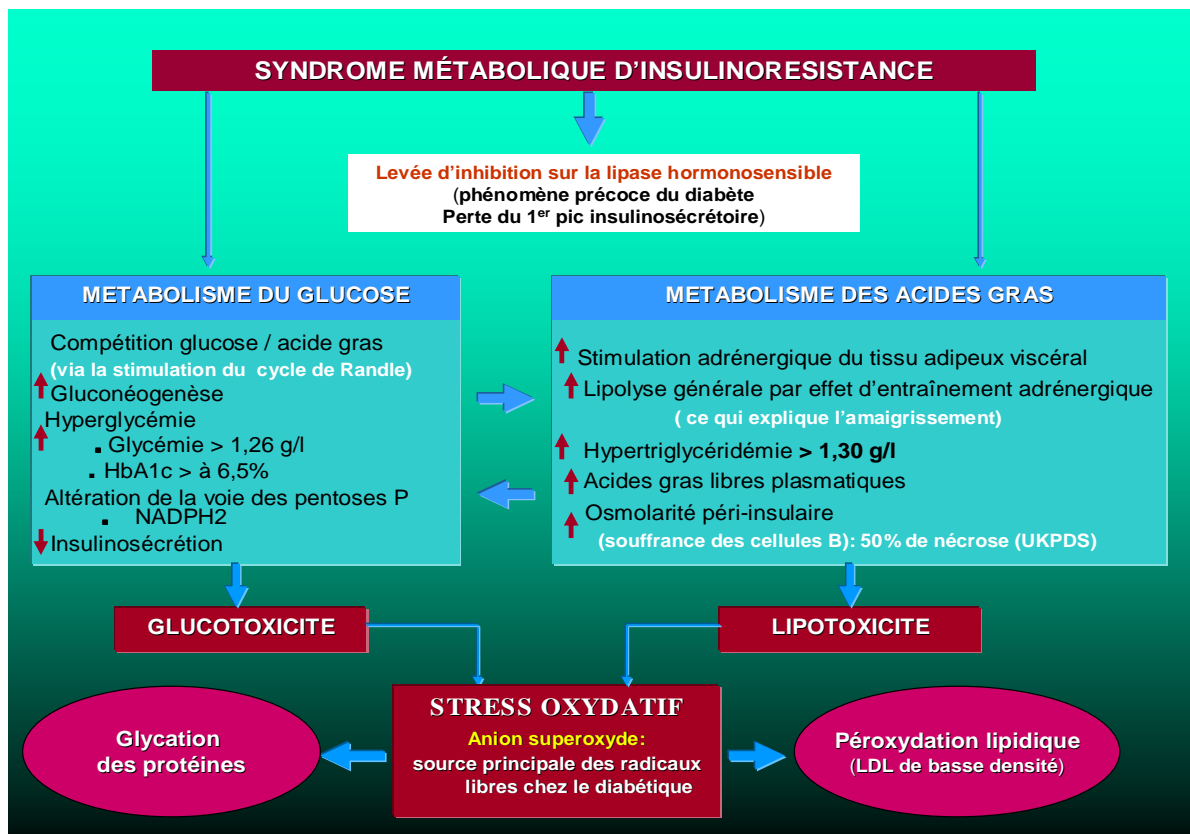 SYNDROME MÉTABOLIQUE D'INSULINORESISTANCE
Levée d'inhibition sur la lipase hormonosensible
(phénomène précoce du diabète
Perte du 1er pic insulinosécrétoire)
METABOLISME DU GLUCOSE
Compétition glucose / acide gras
(via la stimulation du cycle de Randle)
Gluconéogenèse
Hyperglycémie
Glycémie > 1,26 g/l
HbA1c > à 6,5%
Altération de la voie des pentoses P
NADPH2
Insulinosécrétion
METABOLISME DES ACIDES GRAS
Stimulation adrénergique du tissu adipeux viscéral
Lipolyse générale par effet d'entraînement adrénergique
( ce qui explique l'amaigrissement)
Hypertriglycéridémie > 1,30 g/l
Acides gras libres plasmatiques
Osmolarité péri-insulaire
(souffrance des cellules B): 50% de nécrose (UKPDS)
GLUCOTOXICITE
LIPOTOXICITE
STRESS OXYDATIF
Anion superoxyde:
source principale des radicaux
libres chez le diabétique
Glycation
des protéines
Péroxydation lipidique
(LDL de basse densité)